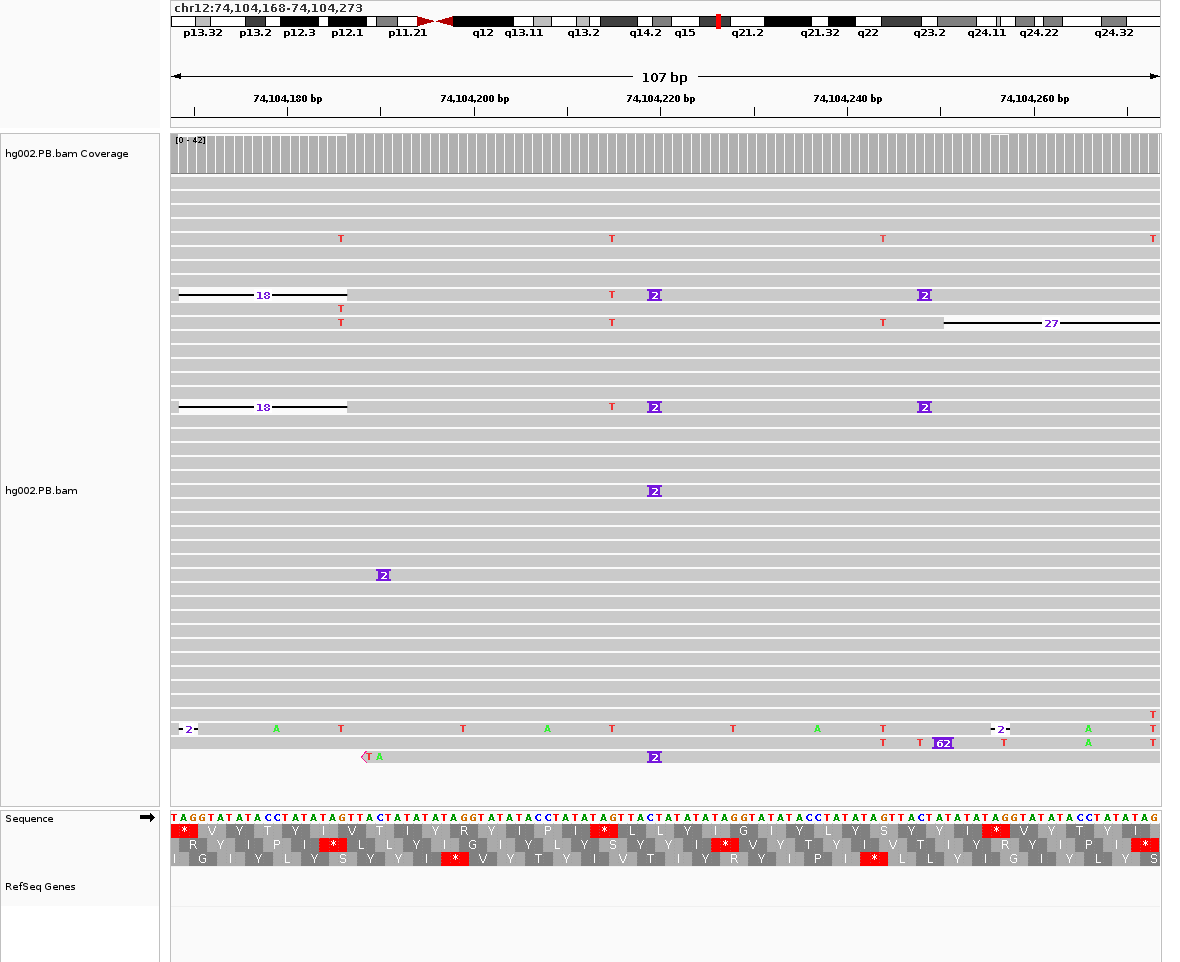 chr12:74,104,168-74,104,273
p13.32 p13.2 p12.3 p12.1 p11.21 q12 q13.11 q13.2 q14.2 q15 q21.2 q21.32 q22 q23.2 q24.11 q24.22 q24.32
107 bp
74,104,180 bp 74,104,200 bp 74,104,220 bp 74,104,240 bp 74,104,260 bp
[0 - 42]
hg002.PB.bam Coverage
T T T T
18 T 2 2
T
T T T 27
18 T 2 2
hg002.PB.bam 2
2
T
2 A T T A T T A T 2 A T
T T 62 T A T
T A 2
Sequence TAGGTATATACCTATATAGTTACTATATATAGGTATATACCTATATAGTTACTATATATAGGTATATACCTATATAGTTACTATATATAGGTATATACCTATATAG
* V Y T Y I V T I Y R Y I P I * L L Y I G I Y L Y S Y Y I * V Y T Y I
R Y I P I * L L Y I G I Y L Y S Y Y I * V Y T Y I V T I Y R Y I P I *
I G I Y L Y S Y Y I * V Y T Y I V T I Y R Y I P I * L L Y I G I Y L Y S
RefSeq Genes